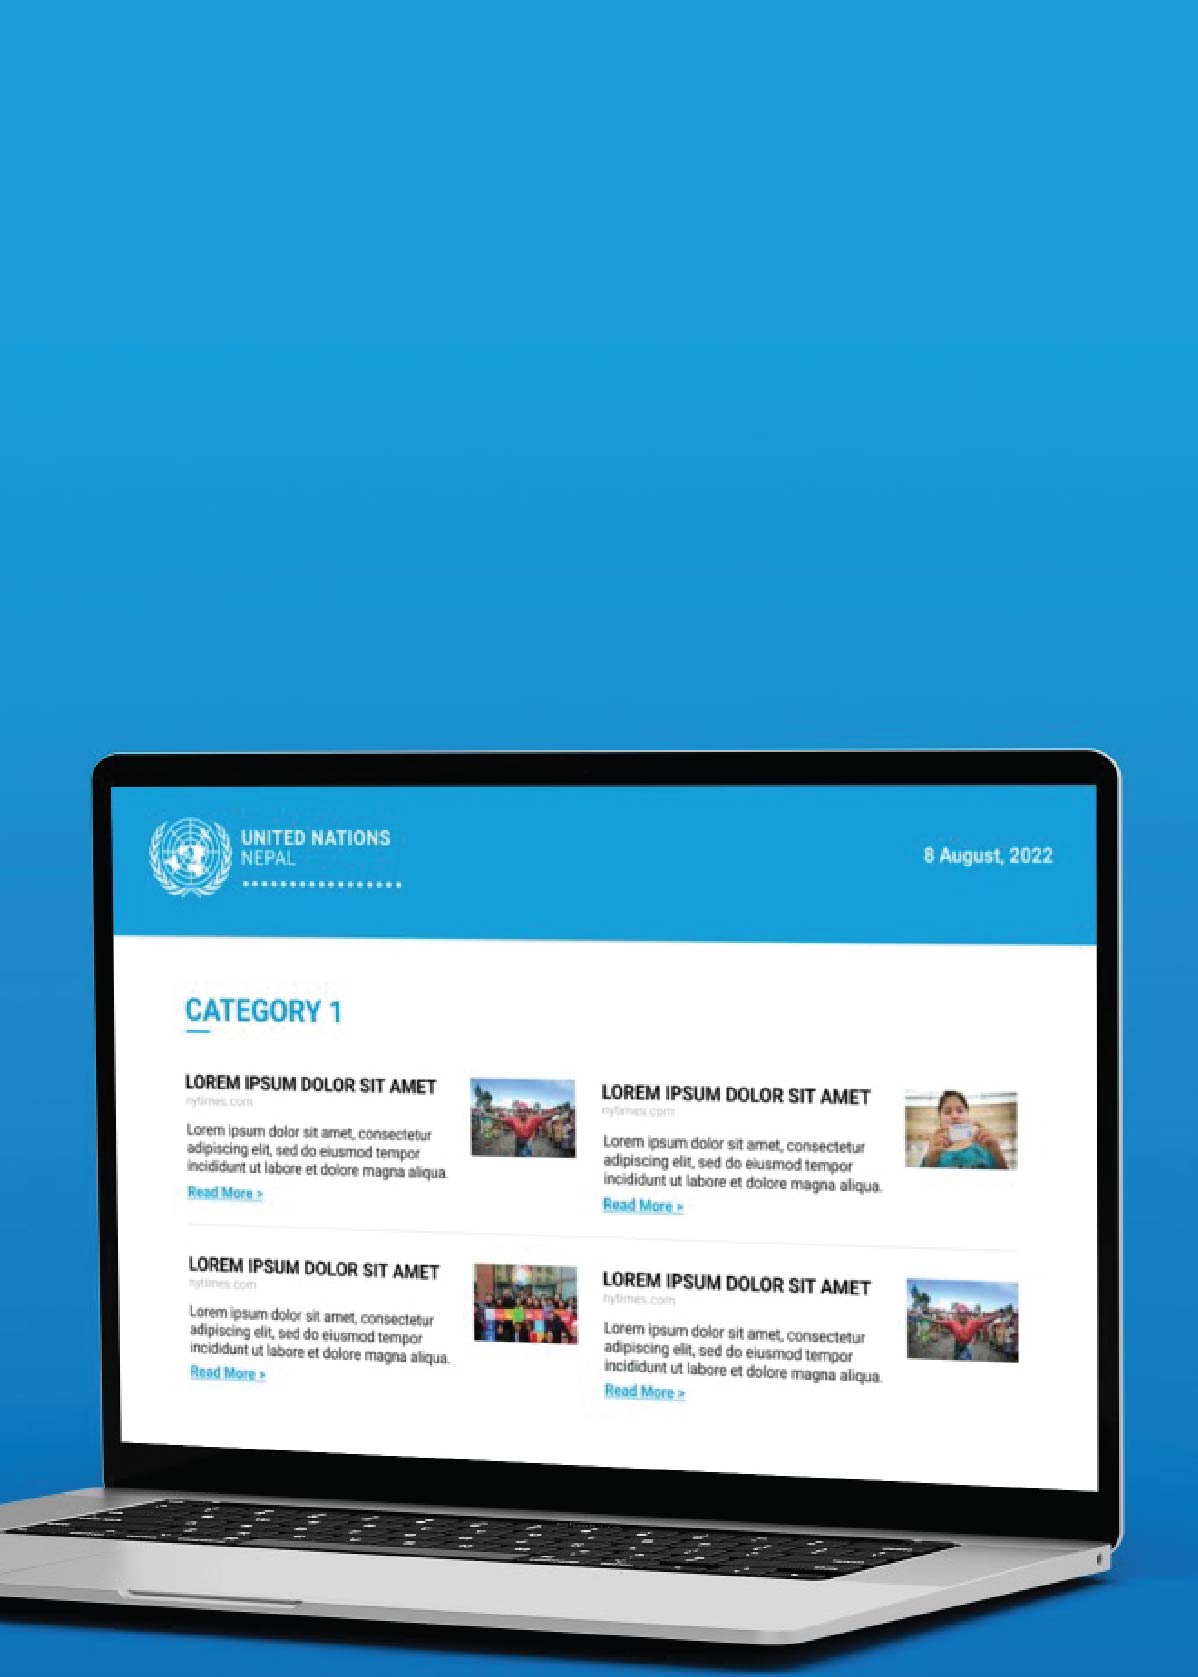 UNITED NATIONS
NEPAL
8 August, 2022
CATEGORY 1
LOREM IPSUM DOLOR SIT AMET
nytimes.com
Lorem ipsum dolor sit amet, consectetur
adipiscing elit, sed do eiusmod tempor
incididunt ut labore et dolore magna aliqua.
Read More >
LOREM IPSUM DOLOR SIT AMET
nytimes.com
Lorem ipsum dolor sit amet, consectetur
adipiscing elit, sed do eiusmod tempor
incididunt ut labore et dolore magna aliqua.
Read More >
LOREM IPSUM DOLOR SIT AMET
nytimes.com
Lorem ipsum dolor sit amet, consectetur
adipiscing elit, sed do eiusmod tempor
incididunt ut labore et dolore magna aliqua.
Read More >
LOREM IPSUM DOLOR SIT AMET
nytimes.com
Lorem ipsum dolor sit amet, consectetur
adipiscing elit, sed do eiusmod tempor
incididunt ut labore et dolore magna aliqua.
Read More >